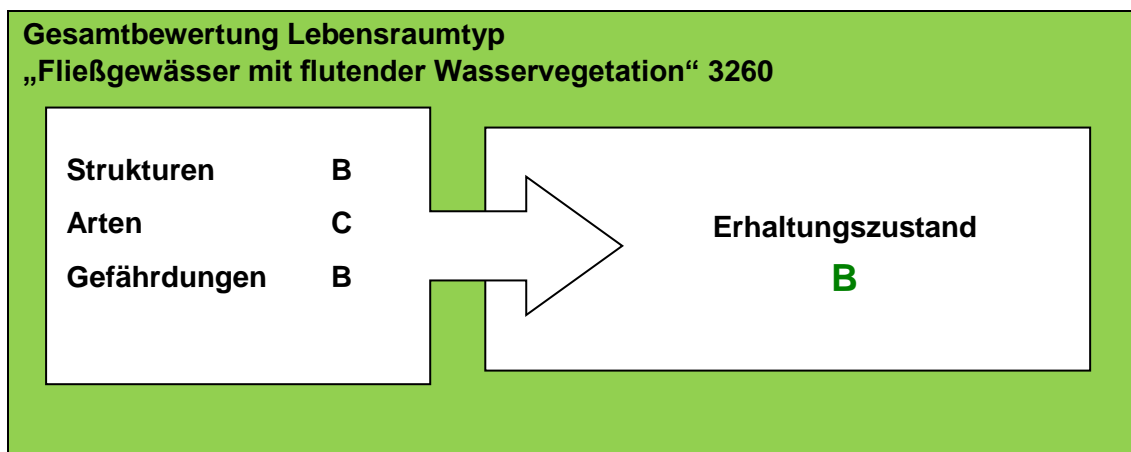 Gesamtbewertung Lebensraumtyp
„Fließgewässer mit flutender Wasservegetation“ 3260
Strukturen B
Arten C
Gefährdungen B
Erhaltungszustand
B